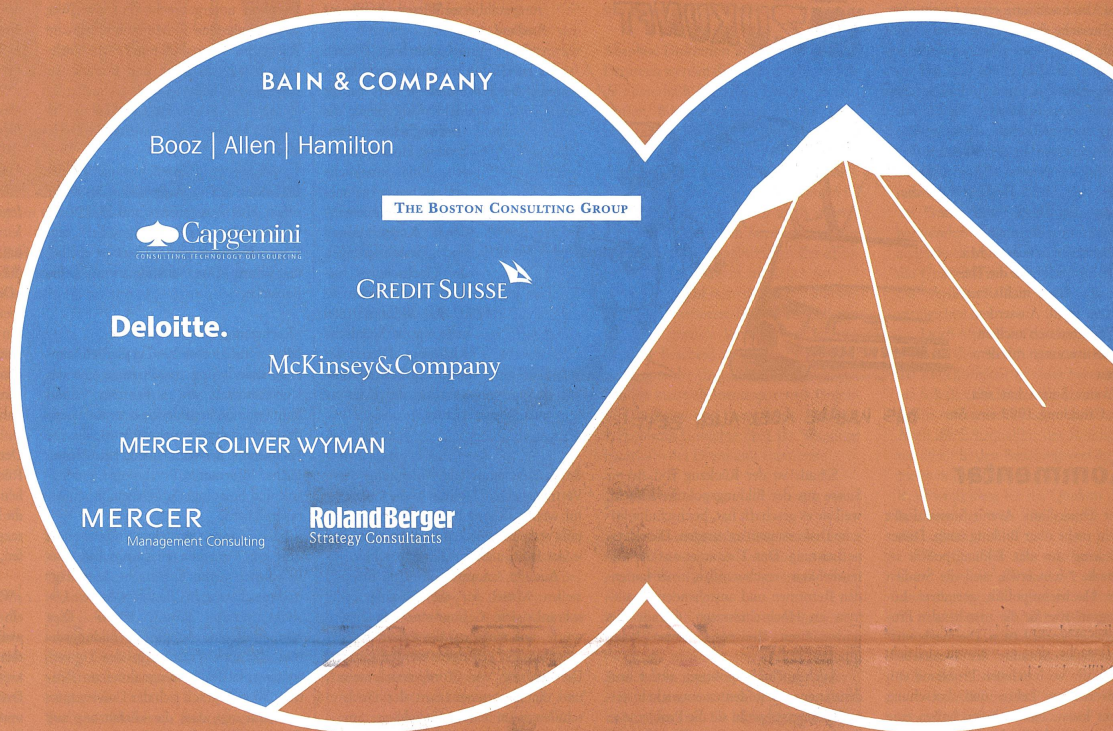 BAIN & COMPANY
Booz | Allen | Hamilton
THE BOSTON CONSULTING GROUP
Capgemini
CONSULTING.TECHNOLOGY.OUTSOURCING
CREDIT SUISSE
Deloitte.
McKinsey&Company
MERCER OLIVER WYMAN
MERCER
Management Consulting
Roland Berger
Strategy Consultants